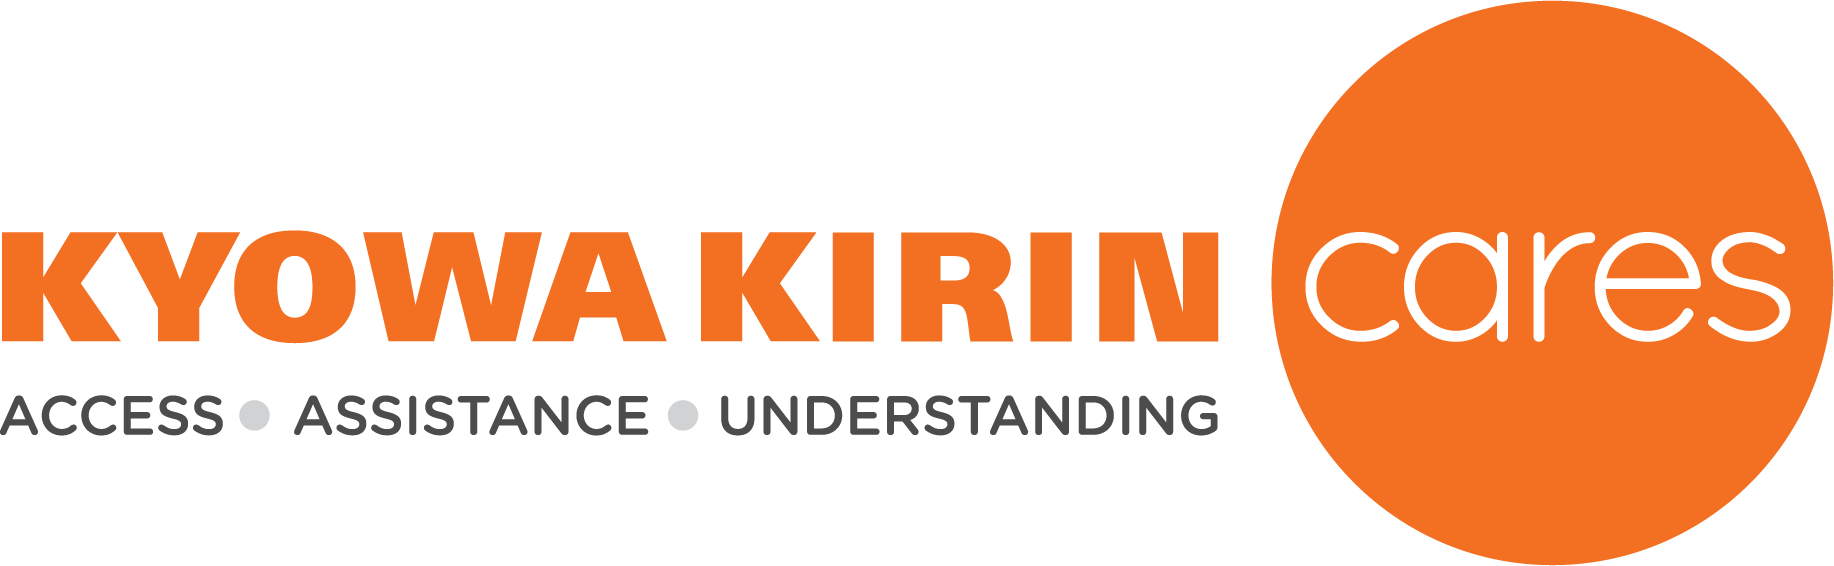 KYOWA KIRIN cares
ACCESS • ASSISTANCE • UNDERSTANDING